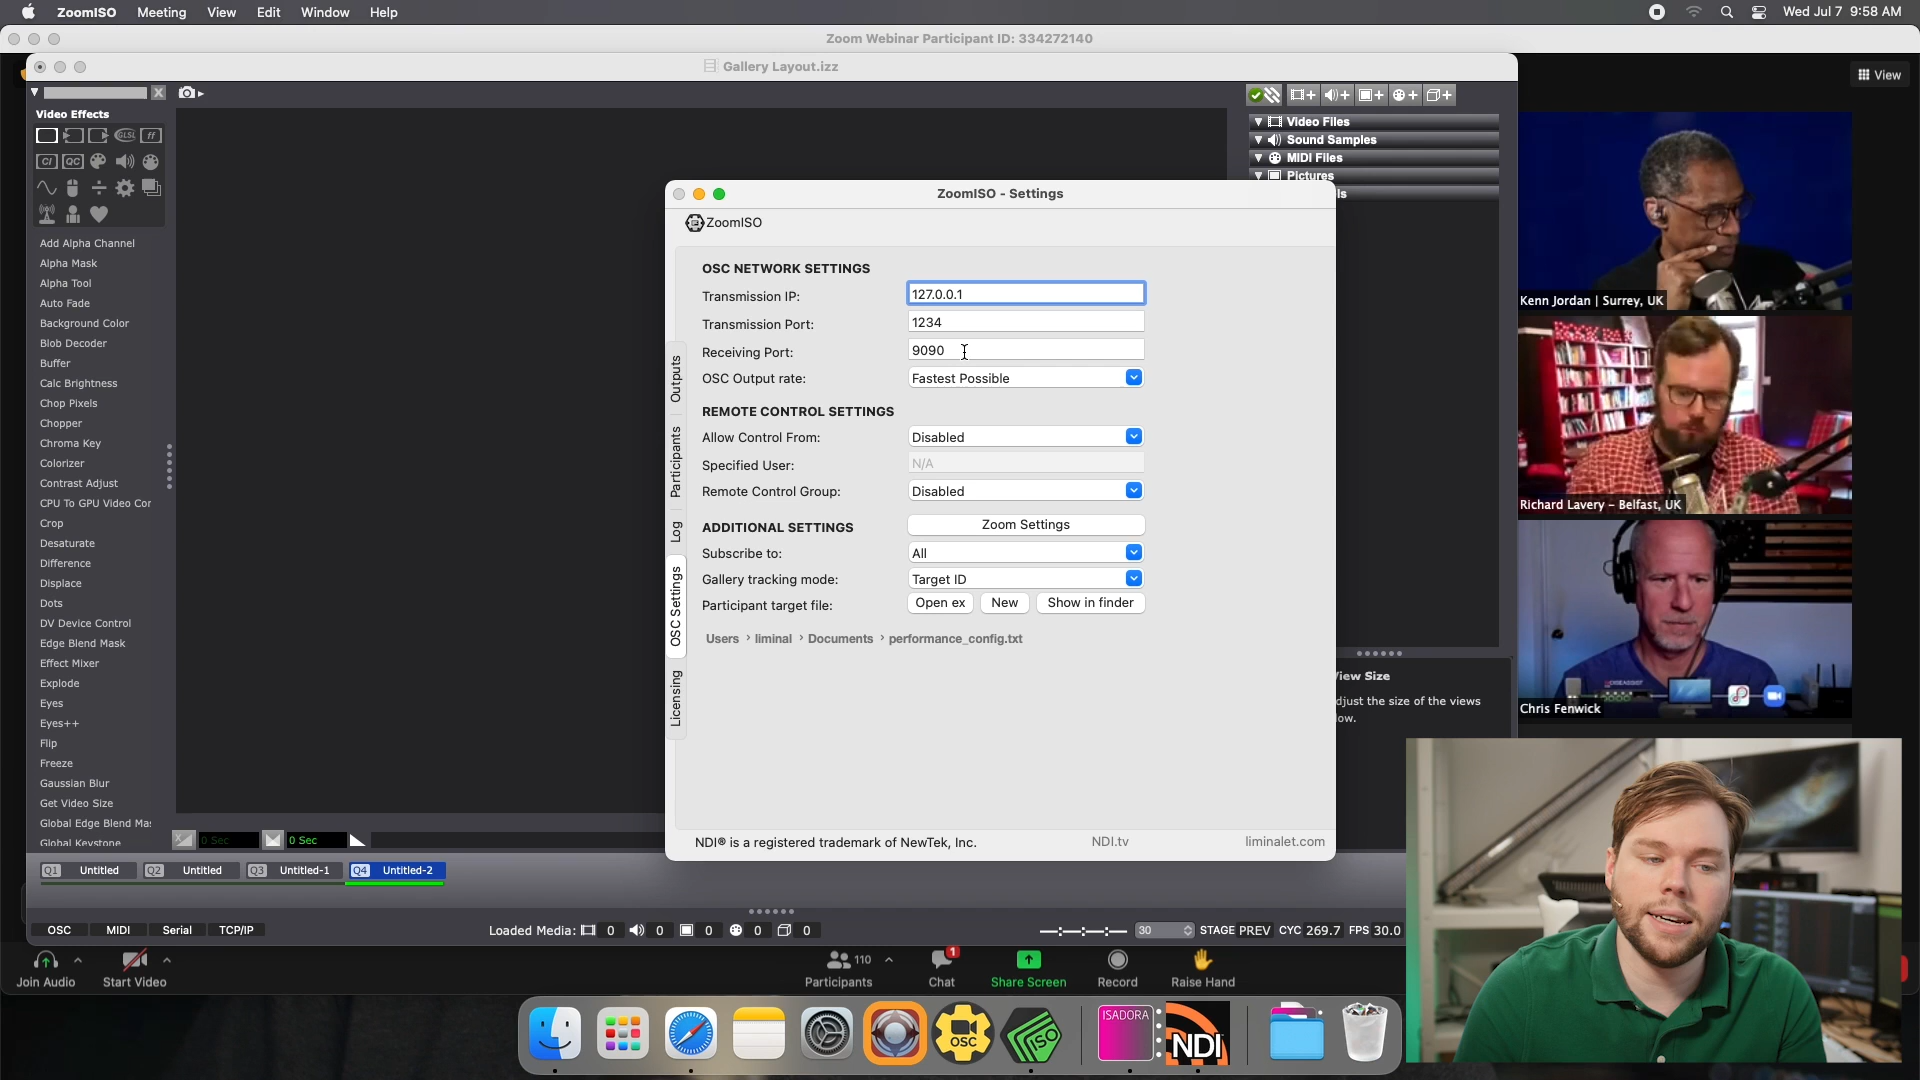 ZoomISO Meeting View Edit Window Help Wed Jul 7 9:58 AM
Zoom Webinar Participant ID: 334272140
Gallery Layout.izz
View
Video Effects
GLSL ff
CI QC
Add Alpha Channel
Alpha Mask
Alpha Tool
Auto Fade
Background Color
Blob Decoder
Buffer
Calc Brightness
Chop Pixels
Chopper
Chroma Key
Colorizer
Contrast Adjust
CPU To GPU Video Cor
Crop
Desaturate
Difference
Displace
Dots
DV Device Control
Edge Blend Mask
Effect Mixer
Explode
Eyes
Eyes++
Flip
Freeze
Gaussian Blur
Get Video Size
Global Edge Blend Ma
Global Keystone
Video Files
Sound Samples
MIDI Files
Pictures
ls
ZoomISO - Settings
ZoomISO
Outputs
Participants
Log
OSC Settings
Licensing
OSC NETWORK SETTINGS
Transmission IP: 127.0.0.1
Transmission Port: 1234
Receiving Port: 9090
OSC Output rate: Fastest Possible
REMOTE CONTROL SETTINGS
Allow Control From: Disabled
Specified User: N/A
Remote Control Group: Disabled
ADDITIONAL SETTINGS Zoom Settings
Subscribe to: All
Gallery tracking mode: Target ID
Participant target file: Open ex New Show in finder
Users › liminal › Documents › performance_config.txt
NDI® is a registered trademark of NewTek, Inc. NDI.tv liminalet.com
View Size
djust the size of the views
ow.
Kenn Jordan | Surrey, UK
Richard Lavery – Belfast, UK
Chris Fenwick
0 Sec 0 Sec
Q1 Untitled Q2 Untitled Q3 Untitled-1 Q4 Untitled-2
OSC MIDI Serial TCP/IP Loaded Media: 0 0 0 0 0 30 STAGE PREV CYC 269.7 FPS 30.0
Join Audio Start Video Participants 110 Chat 1 Share Screen Record Raise Hand
OSC ISO ISADORA NDI